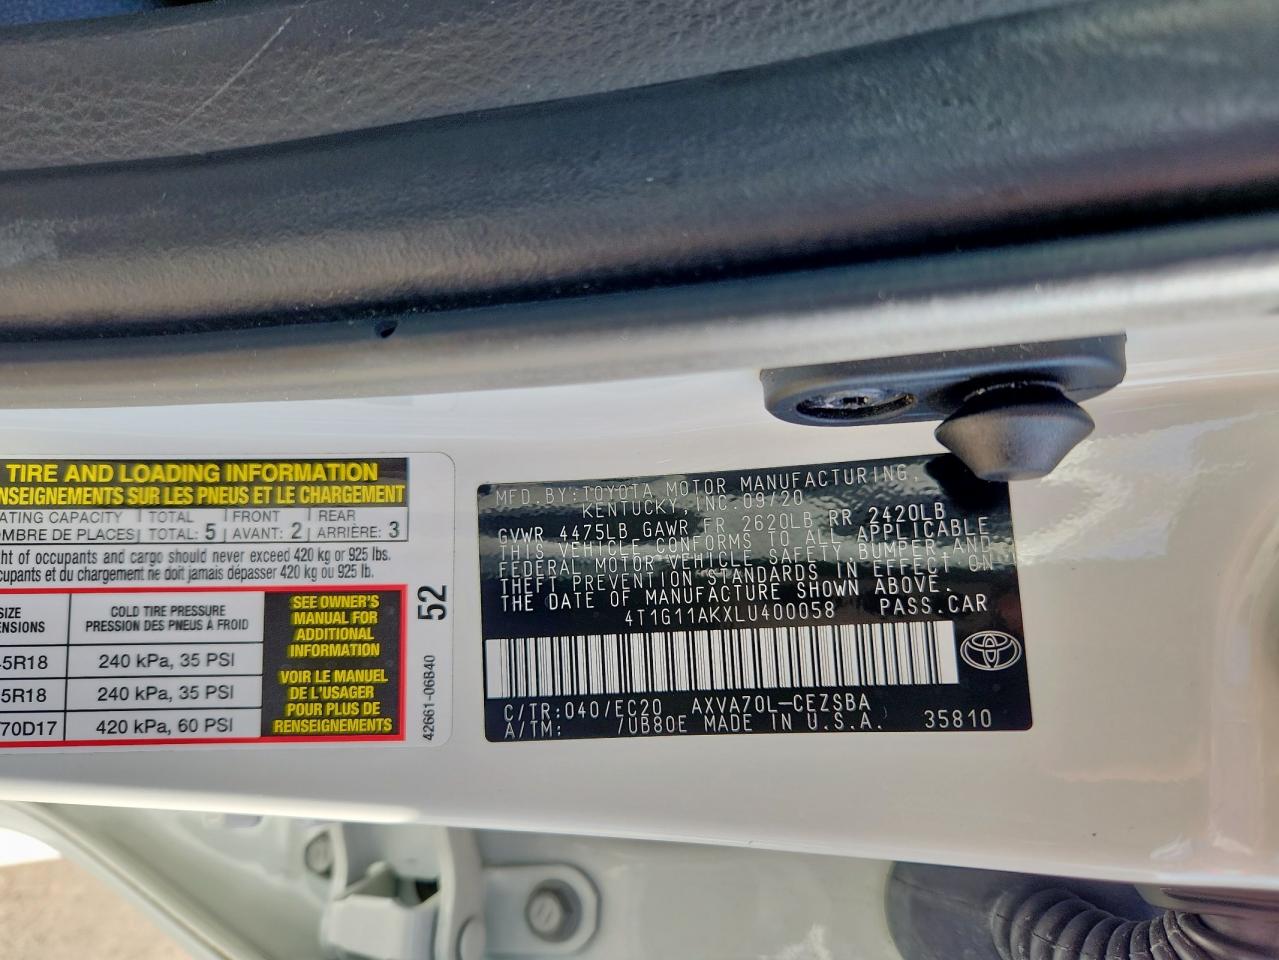 TIRE AND LOADING INFORMATION
NSEIGNEMENTS SUR LES PNEUS ET LE CHARGEMENT
ATING CAPACITY TOTAL FRONT REAR
OMBRE DE PLACES TOTAL: 5 AVANT: 2 ARRIÈRE: 3
ht of occupants and cargo should never exceed 420 kg or 925 lbs.
cupants et du chargement ne doit jamais dépasser 420 kg ou 925 lb.
SIZE COLD TIRE PRESSURE
ENSIONS PRESSION DES PNEUS À FROID
5R18 240 kPa, 35 PSI
5R18 240 kPa, 35 PSI
70D17 420 kPa, 60 PSI
SEE OWNER'S
MANUAL FOR
ADDITIONAL
INFORMATION
VOIR LE MANUEL
DE L'USAGER
POUR PLUS DE
RENSEIGNEMENTS
52
42661-06B40
MFD.BY:TOYOTA MOTOR MANUFACTURING,
KENTUCKY, INC.09/20
GVWR 4475LB GAWR FR 2620LB RR 2420LB
THIS VEHICLE CONFORMS TO ALL APPLICABLE
FEDERAL MOTOR VEHICLE SAFETY BUMPER AND
THEFT PREVENTION STANDARDS IN EFFECT ON
THE DATE OF MANUFACTURE SHOWN ABOVE.
4T1G11AKXLU400058 PASS.CAR
C/TR:040/EC20 AXVA70L-CEZSBA
A/TM: /UB80E MADE IN U.S.A. 35810